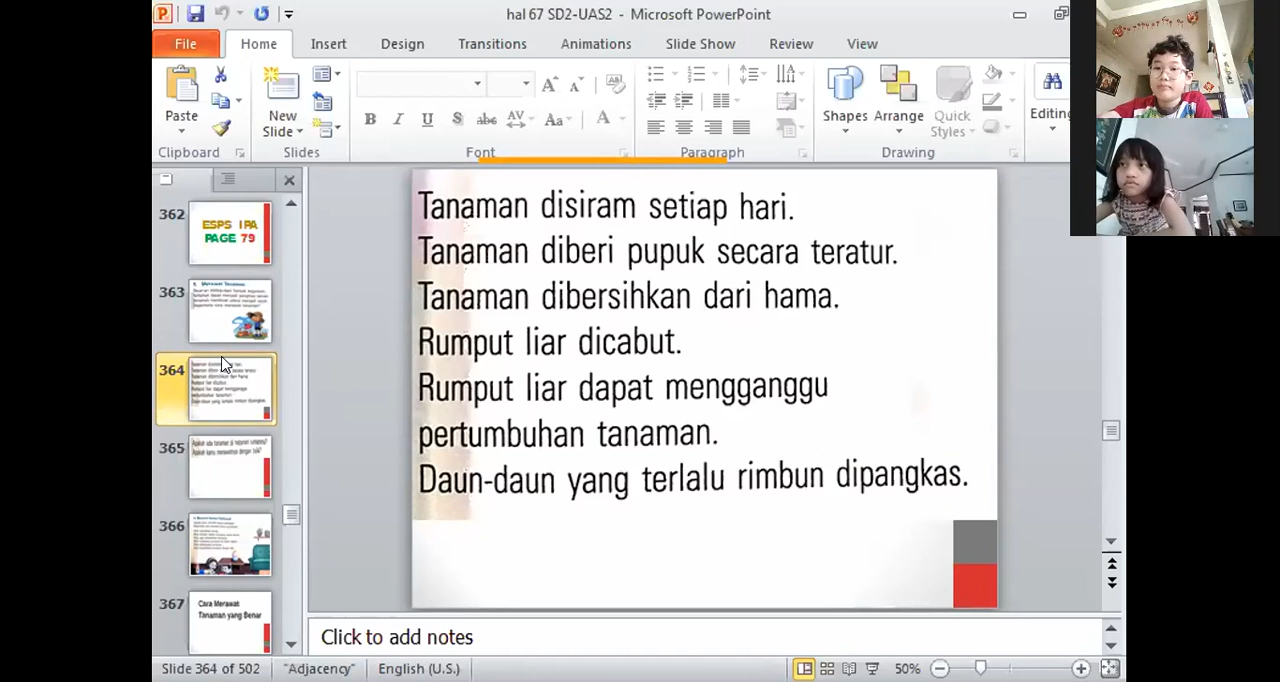 hal 67 SD2-UAS2 - Microsoft PowerPoint
File Home Insert Design Transitions Animations Slide Show Review View
Paste
New Slide
Shapes Arrange Quick Styles Editing
Clipboard Slides Font Paragraph Drawing
362
ESPS IPA
PAGE 79
363
364
365
366
367
Cara Merawat
Tanaman yang Benar
Tanaman disiram setiap hari.
Tanaman diberi pupuk secara teratur.
Tanaman dibersihkan dari hama.
Rumput liar dicabut.
Rumput liar dapat mengganggu
pertumbuhan tanaman.
Daun-daun yang terlalu rimbun dipangkas.
Click to add notes
Slide 364 of 502 "Adjacency" English (U.S.) 50%